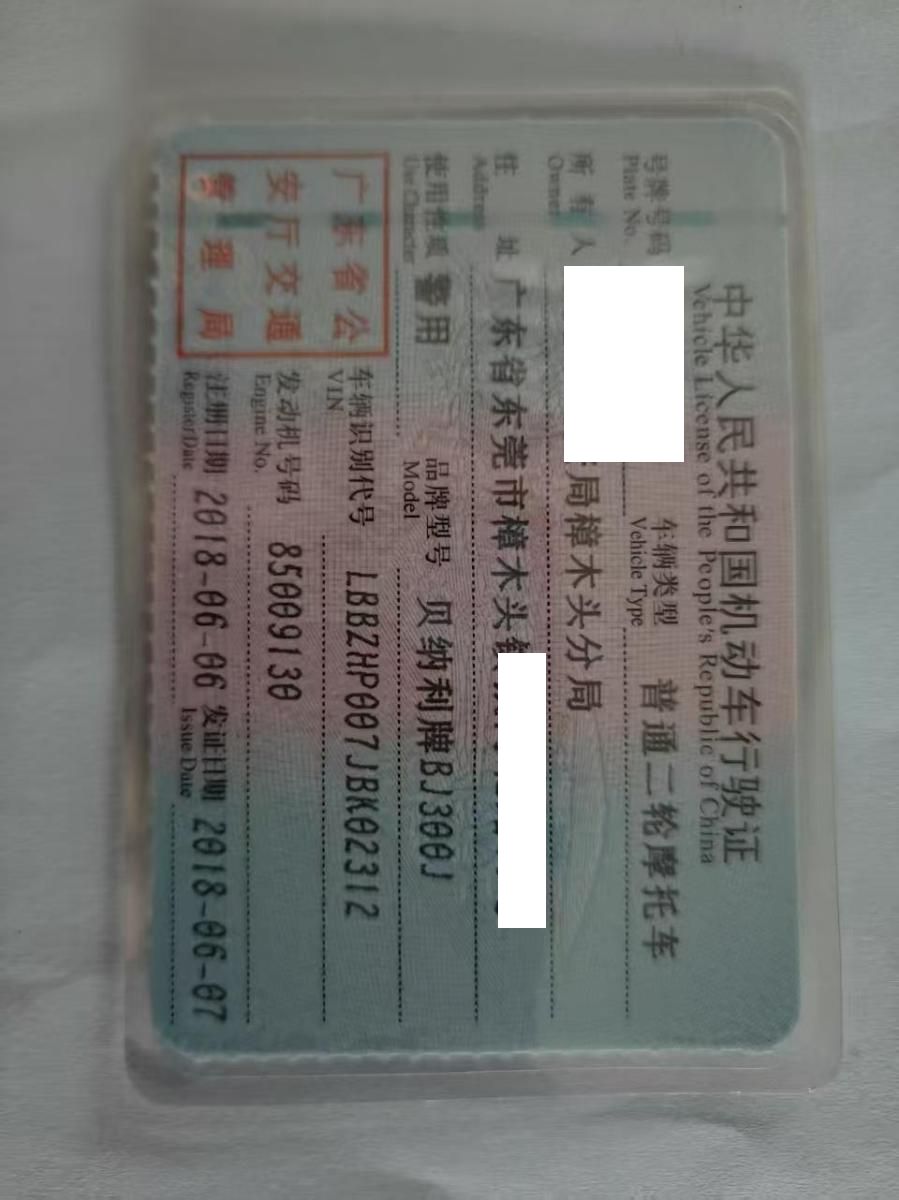 中华人民共和国机动车行驶证
Vehicle License of the People's Republic of China
号牌号码 车辆类型 普通二轮摩托车
Plate No. Vehicle Type
所有人 局樟木头分局
Owner
住址 广东省东莞市樟木头
Address
使用性质 警用 品牌型号 贝纳利牌BJ300J
Use Character Model
车辆识别代号 LBBZHP007JBK02312
VIN
发动机号码 85009130
Engine No.
注册日期 2018-06-06 发证日期 2018-06-07
Register Date Issue Date
广东省公
安厅交通
管理局